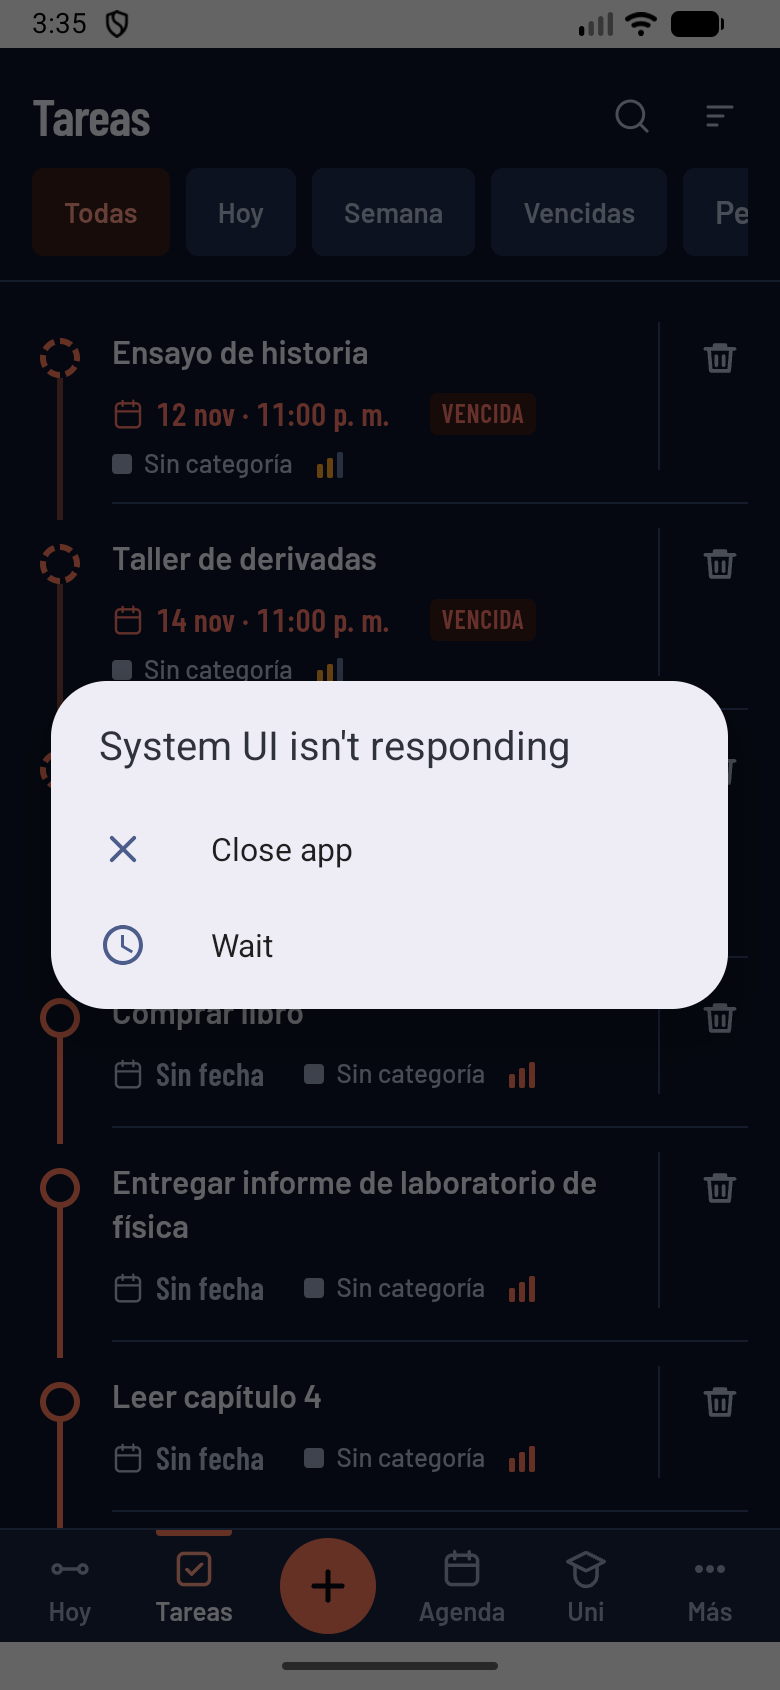 3:35
Tareas
Todas Hoy Semana Vencidas Pe
Ensayo de historia
12 nov · 11:00 p. m. VENCIDA
Sin categoría
Taller de derivadas
14 nov · 11:00 p. m. VENCIDA
Sin categoría
System UI isn't responding
Close app
Wait
Comprar libro
Sin fecha Sin categoría
Entregar informe de laboratorio de
física
Sin fecha Sin categoría
Leer capítulo 4
Sin fecha Sin categoría
Hoy Tareas Agenda Uni Más